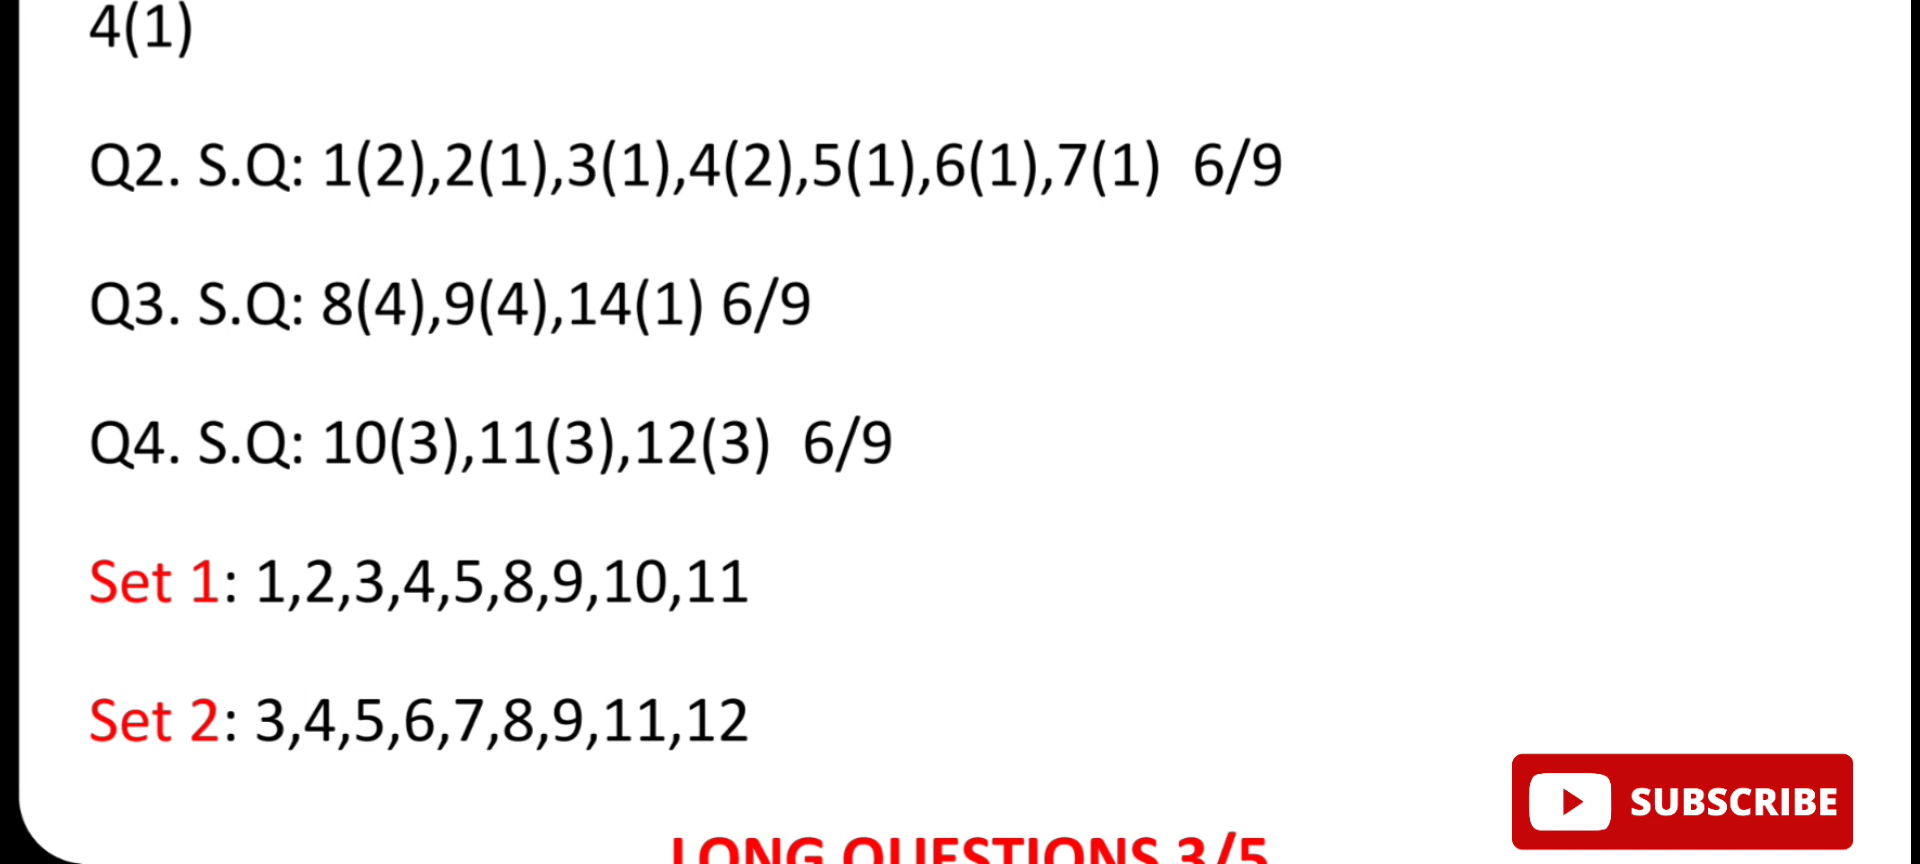 4(1)
Q2. S.Q: 1(2),2(1),3(1),4(2),5(1),6(1),7(1)  6/9
Q3. S.Q: 8(4),9(4),14(1) 6/9
Q4. S.Q: 10(3),11(3),12(3)  6/9
Set 1: 1,2,3,4,5,8,9,10,11
Set 2: 3,4,5,6,7,8,9,11,12
SUBSCRIBE
LONG QUESTIONS 3/5